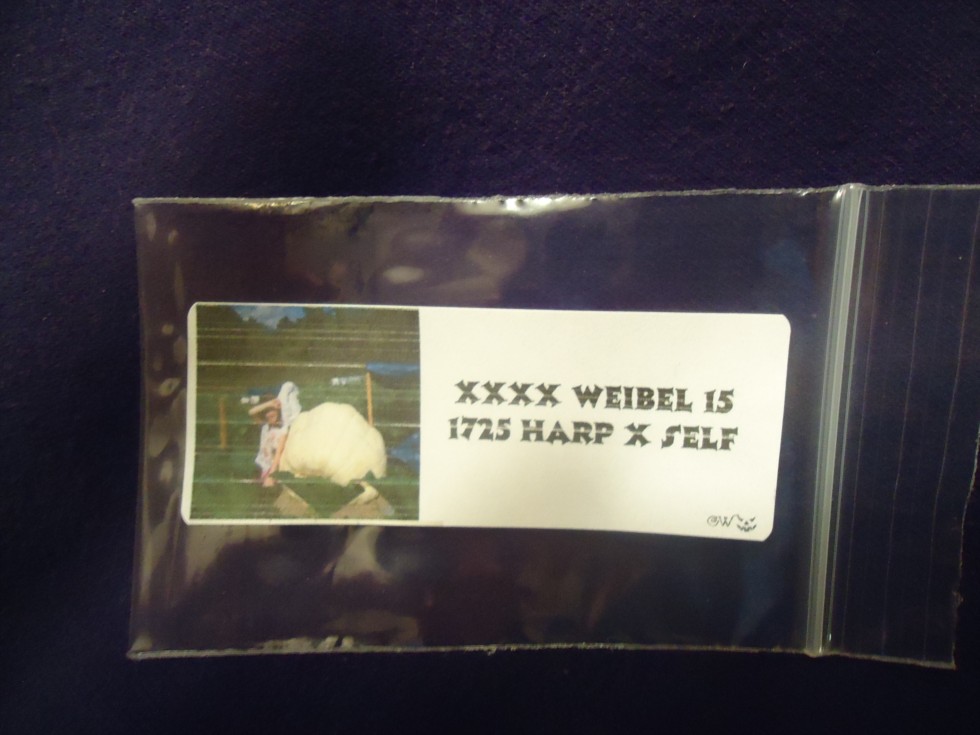 XXXX WEIBEL 15
1725 HARP X SELF